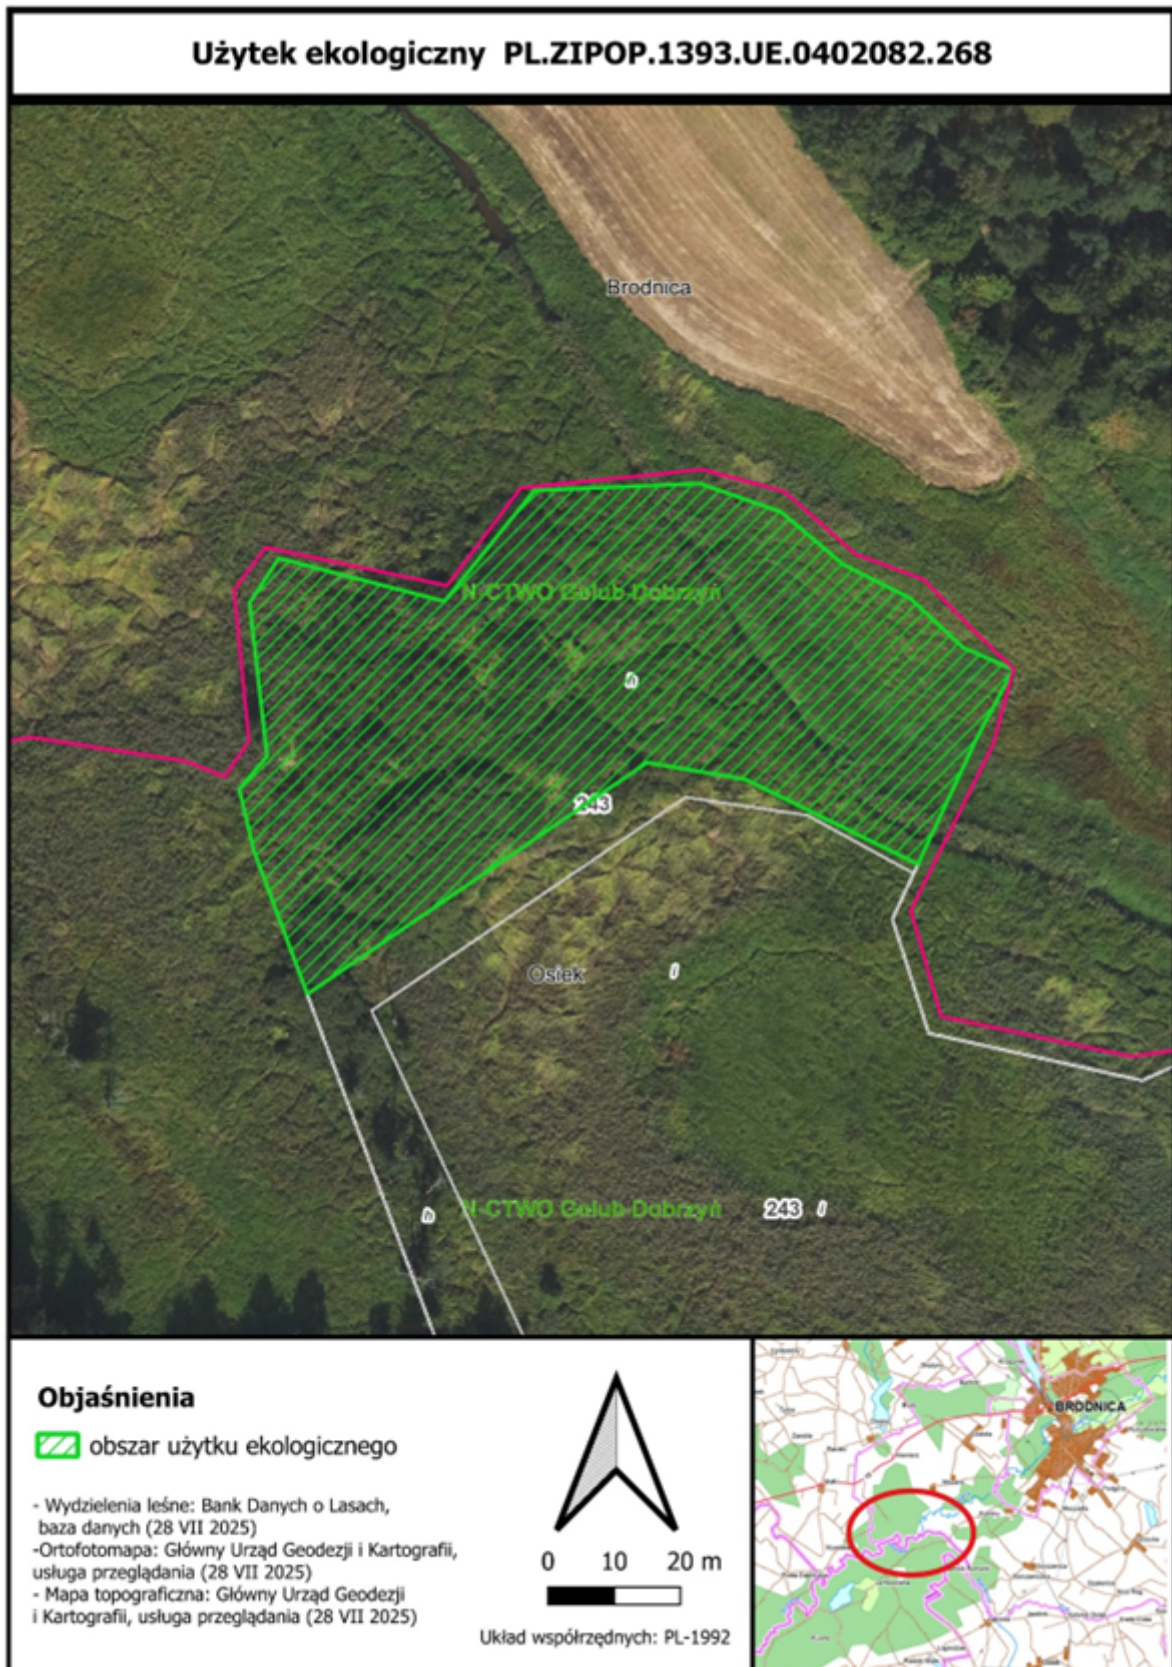 Użytek ekologiczny PL.ZIPOP.1393.UE.0402082.268
Brodnica
N-CTWO Golub-Dobrzyń
h
243
Osiek
l
h
N-CTWO Golub-Dobrzyń
243 l
Objaśnienia
obszar użytku ekologicznego
- Wydzielenia leśne: Bank Danych o Lasach,
baza danych (28 VII 2025)
-Ortofotomapa: Główny Urząd Geodezji i Kartografii,
usługa przeglądania (28 VII 2025)
- Mapa topograficzna: Główny Urząd Geodezji
i Kartografii, usługa przeglądania (28 VII 2025)
0 10 20 m
Układ współrzędnych: PL-1992
BRODNICA